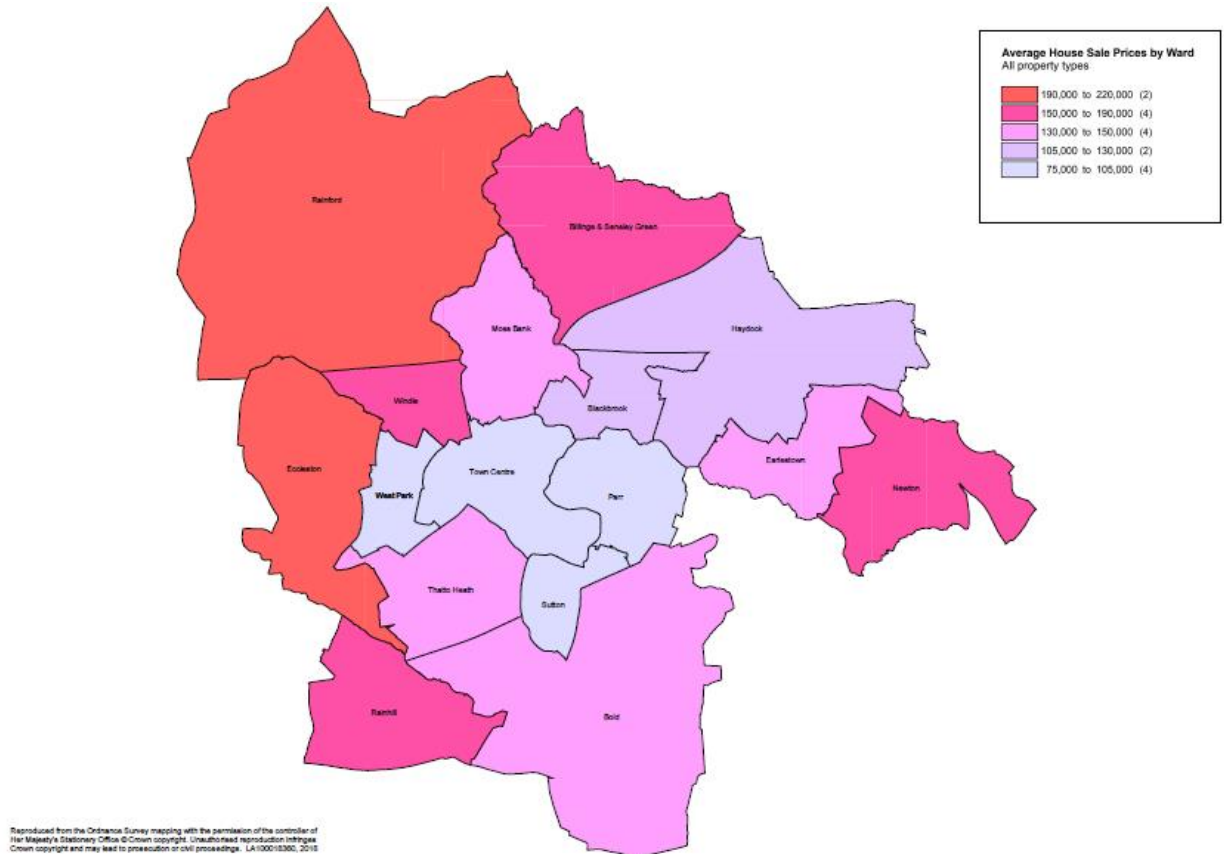 Average House Sale Prices by Ward
All property types
190,000 to 220,000 (2)
150,000 to 190,000 (4)
130,000 to 150,000 (4)
105,000 to 130,000 (2)
75,000 to 105,000 (4)
Rainford
Billinge & Seneley Green
Moss Bank
Haydock
Windle
Blackbrook
Earlestown
Eccleston
Town Centre
West Park
Parr
Newton
Thatto Heath
Sutton
Rainhill
Bold
Reproduced from the Ordnance Survey mapping with the permission of the controller of
Her Majesty's Stationery Office © Crown copyright. Unauthorised reproduction infringes
Crown copyright and may lead to prosecution or civil proceedings. LA100018360, 2018